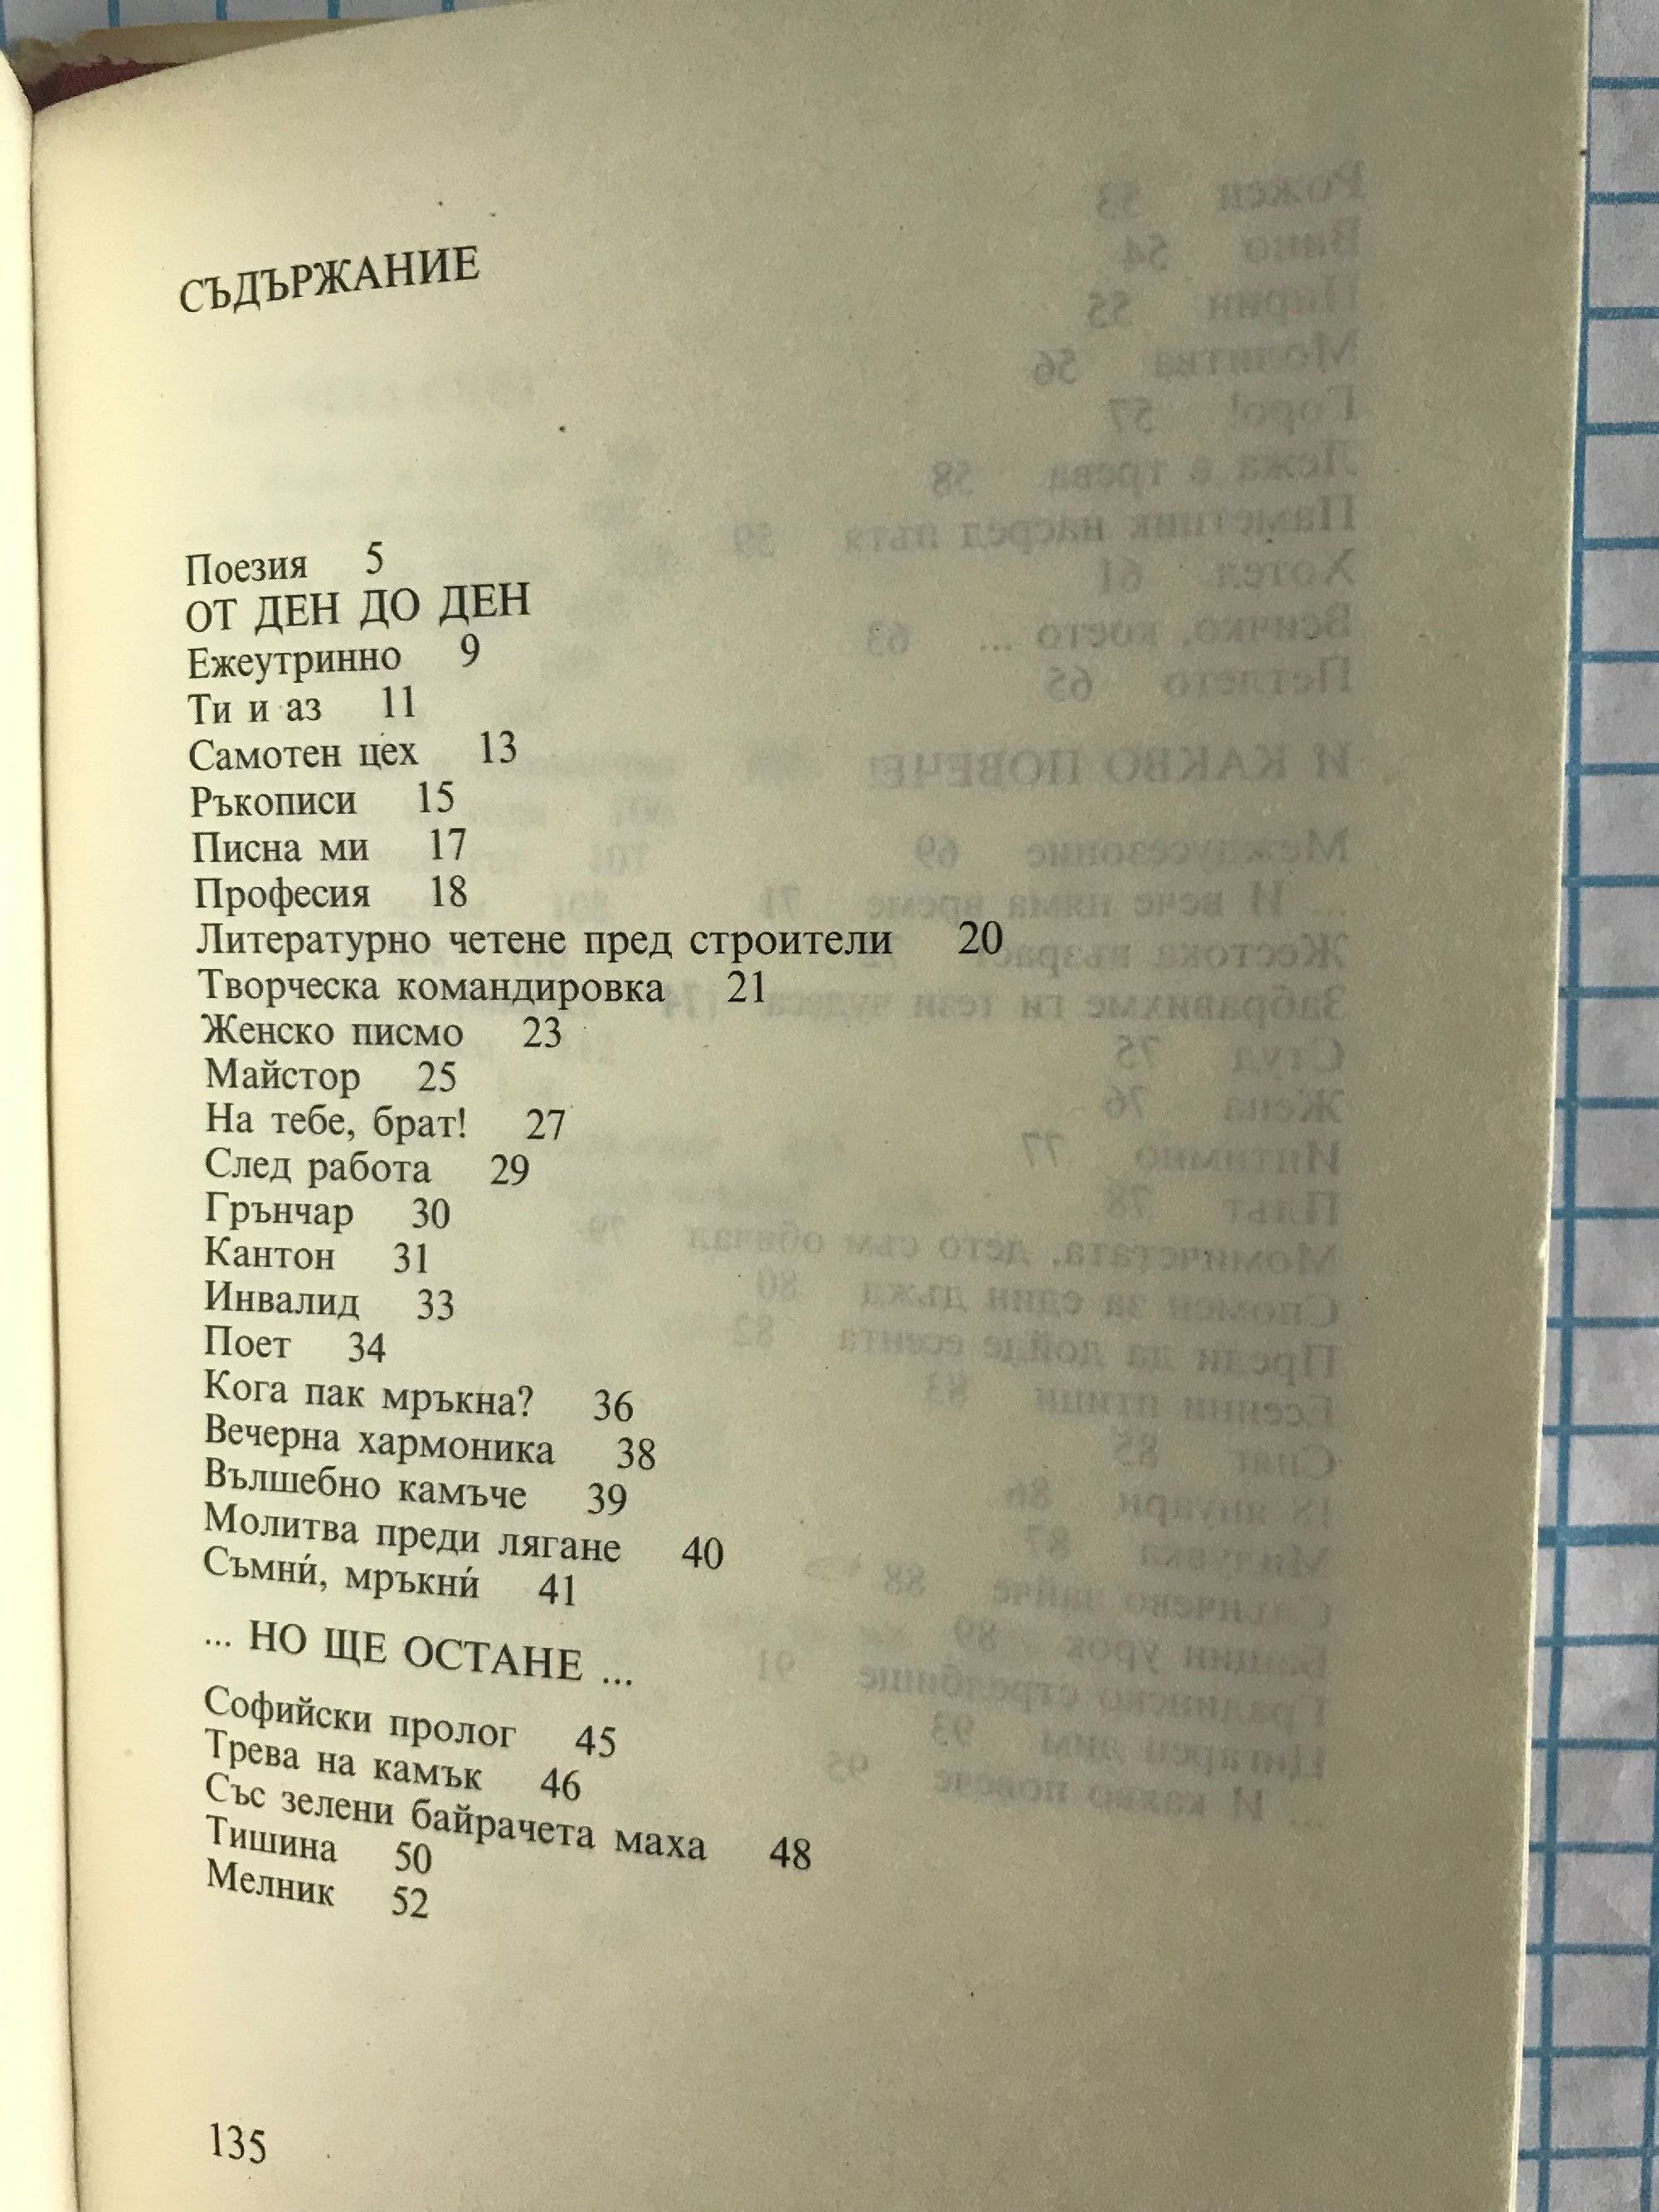 СЪДЪРЖАНИЕ
Поезия 5
ОТ ДЕН ДО ДЕН
Ежеутринно 9
Ти и аз 11
Самотен цех 13
Ръкописи 15
Писна ми 17
Професия 18
Литературно четене пред строители 20
Творческа командировка 21
Женско писмо 23
Майстор 25
На тебе, брат! 27
След работа 29
Грънчар 30
Кантон 31
Инвалид 33
Поет 34
Кога пак мръкна? 36
Вечерна хармоника 38
Вълшебно камъче 39
Молитва преди лягане 40
Съмни́, мръкни́ 41
... НО ЩЕ ОСТАНЕ ...
Софийски пролог 45
Трева на камък 46
Със зелени байрачета маха 48
Тишина 50
Мелник 52
135